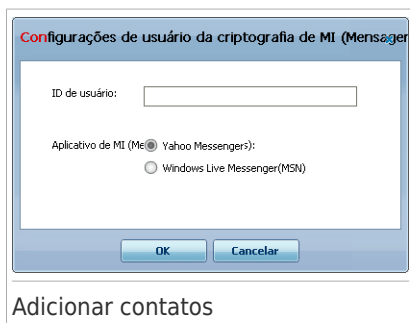 Configurações de usuário da criptografia de MI (Mensager
ID de usuário:
Aplicativo de MI (Me Yahoo Messengers):
Windows Live Messenger(MSN)
OK Cancelar
Adicionar contatos